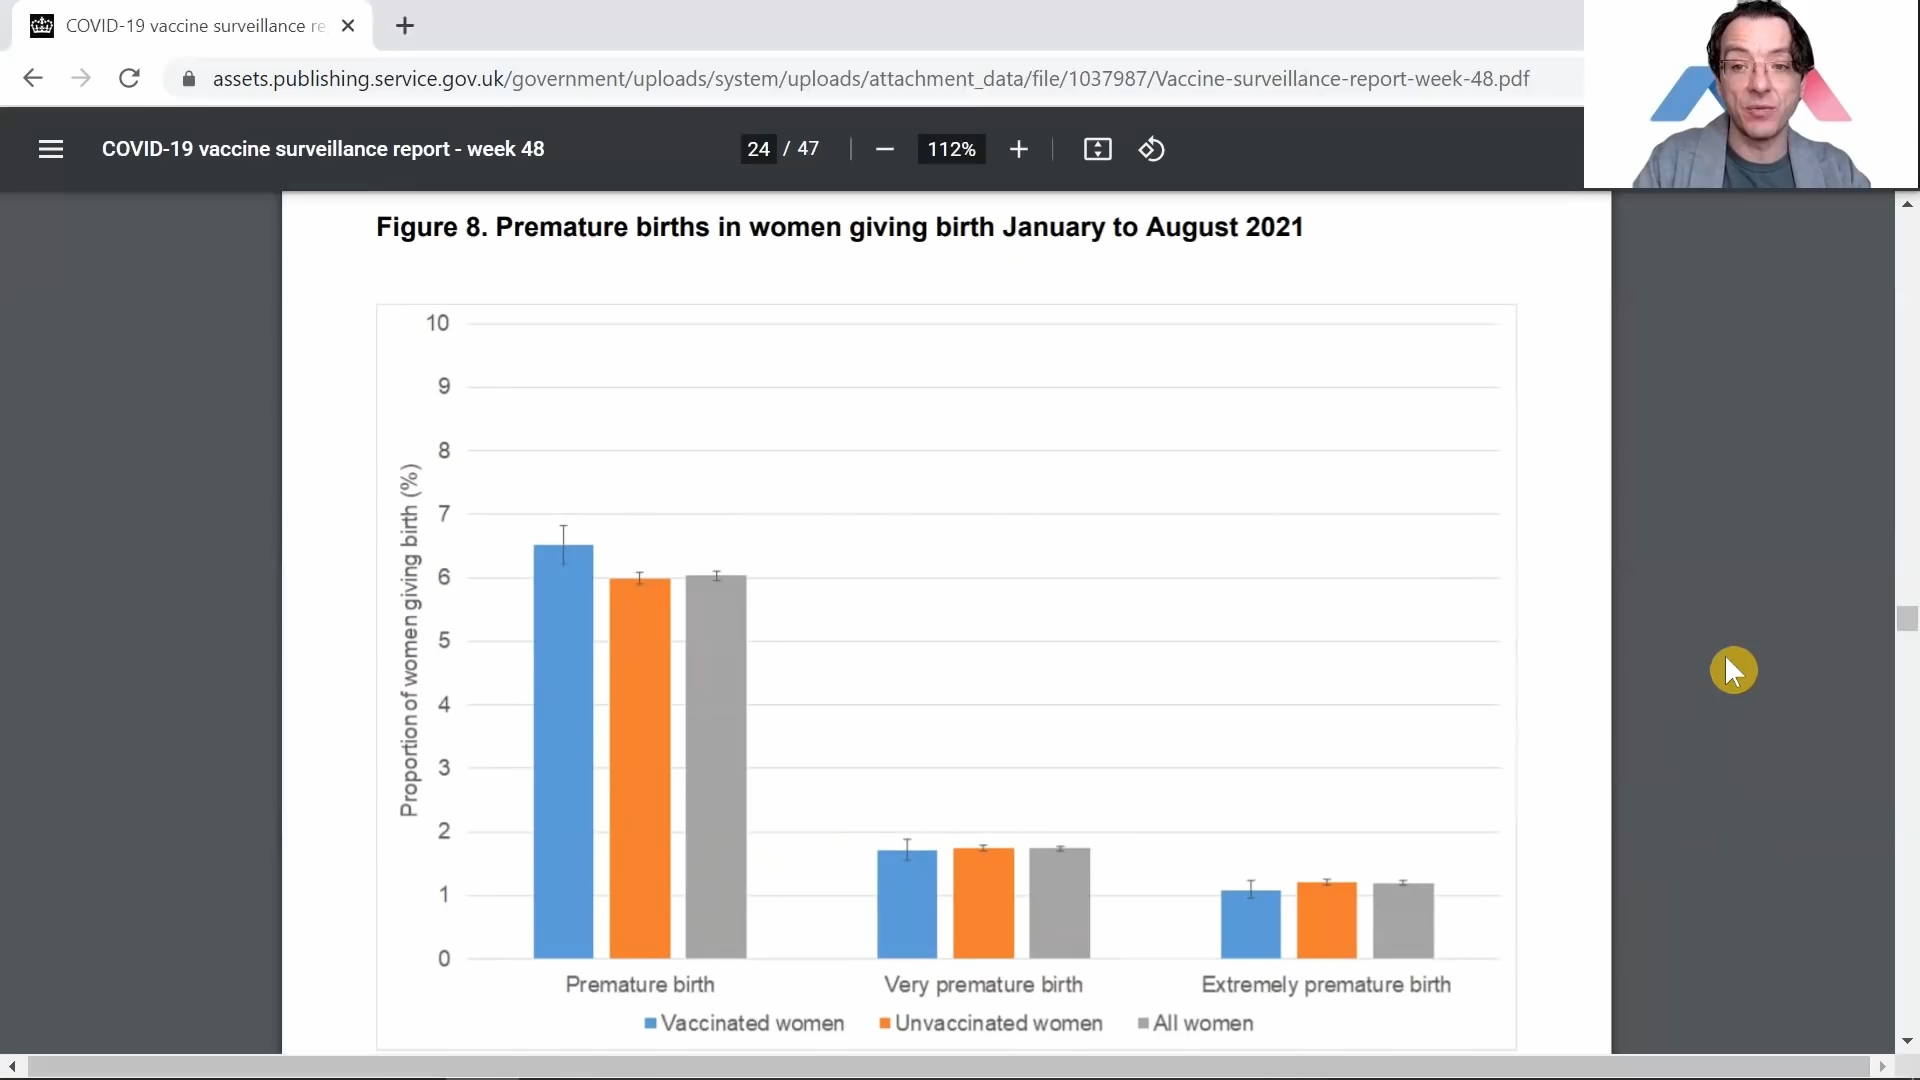 COVID-19 vaccine surveillance re
assets.publishing.service.gov.uk/government/uploads/system/uploads/attachment_data/file/1037987/Vaccine-surveillance-report-week-48.pdf
COVID-19 vaccine surveillance report - week 48
24 / 47
112%
Figure 8. Premature births in women giving birth January to August 2021
Proportion of women giving birth (%)
10
9
8
7
6
5
4
3
2
1
0
Premature birth Very premature birth Extremely premature birth
Vaccinated women Unvaccinated women All women